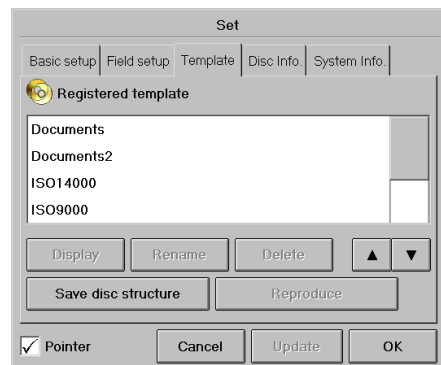 Set
Basic setup Field setup Template Disc Info. System Info.
Registered template
Documents
Documents2
ISO14000
ISO9000
Display Rename Delete ▲ ▼
Save disc structure Reproduce
Pointer Cancel Update OK